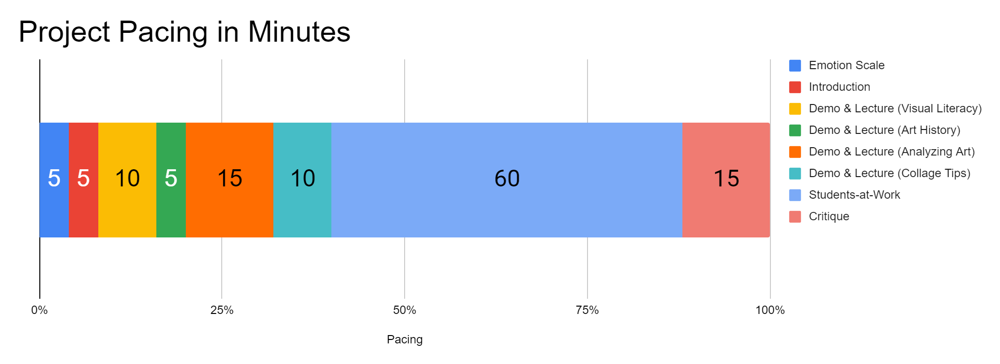 Project Pacing in Minutes
Emotion Scale
Introduction
Demo & Lecture (Visual Literacy)
Demo & Lecture (Art History)
Demo & Lecture (Analyzing Art)
Demo & Lecture (Collage Tips)
Students-at-Work
Critique
5 5 10 5 15 10 60 15
0% 25% 50% 75% 100%
Pacing